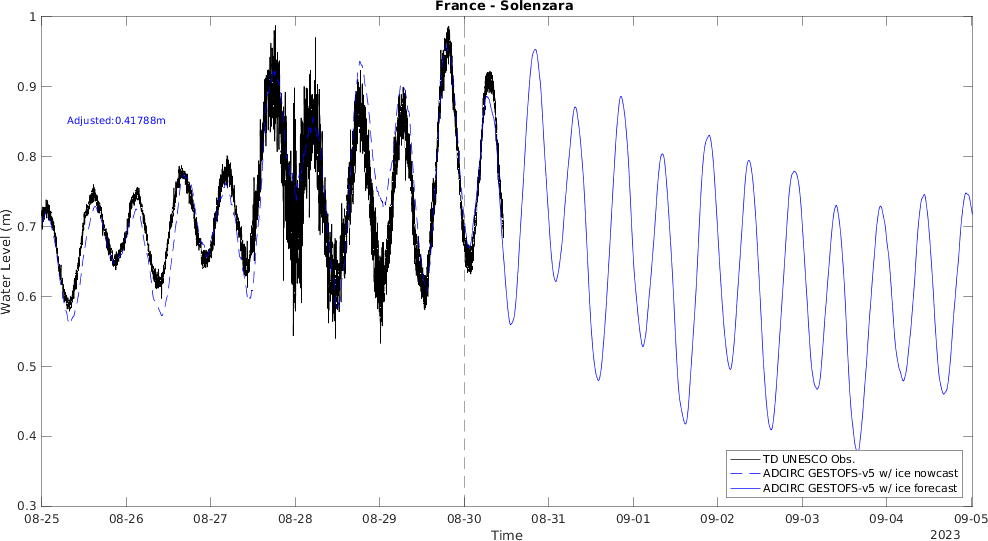 France - Solenzara
1
0.9
0.8
0.7
0.6
0.5
0.4
0.3
Water Level (m)
Adjusted:0.41788m
TD UNESCO Obs.
ADCIRC GESTOFS-v5 w/ ice nowcast
ADCIRC GESTOFS-v5 w/ ice forecast
08-25 08-26 08-27 08-28 08-29 08-30 08-31 09-01 09-02 09-03 09-04 09-05
Time
2023